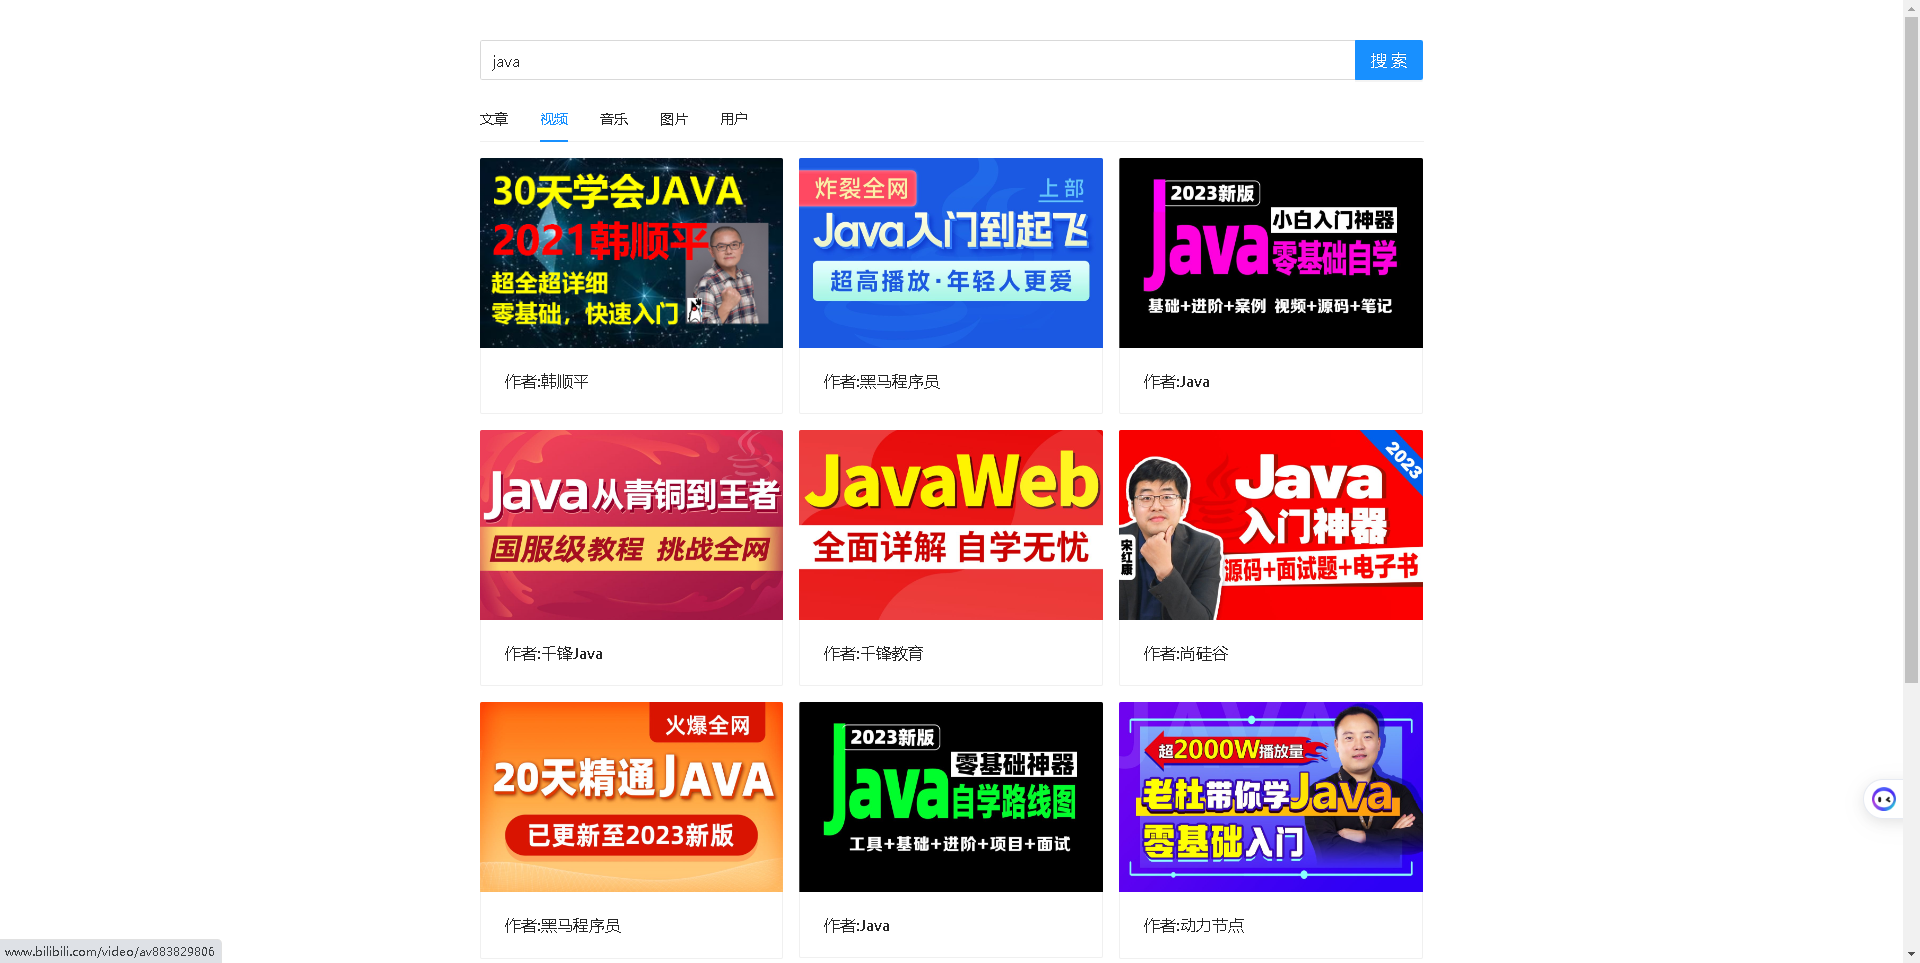 java
搜 索
文章 视频 音乐 图片 用户
30天学会JAVA
2021韩顺平
超全超详细
零基础，快速入门
作者:韩顺平
炸裂全网
上部
Java入门到起飞
超高播放·年轻人更爱
作者:黑马程序员
2023新版
小白入门神器
Java零基础自学
基础+进阶+案例 视频+源码+笔记
作者:Java
Java从青铜到王者
国服级教程 挑战全网
作者:千锋Java
JavaWeb
全面详解 自学无忧
作者:千锋教育
2023
Java
入门神器
宋红康
源码+面试题+电子书
作者:尚硅谷
火爆全网
20天精通JAVA
已更新至2023新版
作者:黑马程序员
2023新版
零基础神器
Java自学路线图
工具+基础+进阶+项目+面试
作者:Java
JAVA
超2000W播放量
老杜带你学Java
零基础入门
作者:动力节点
www.bilibili.com/video/av883829806